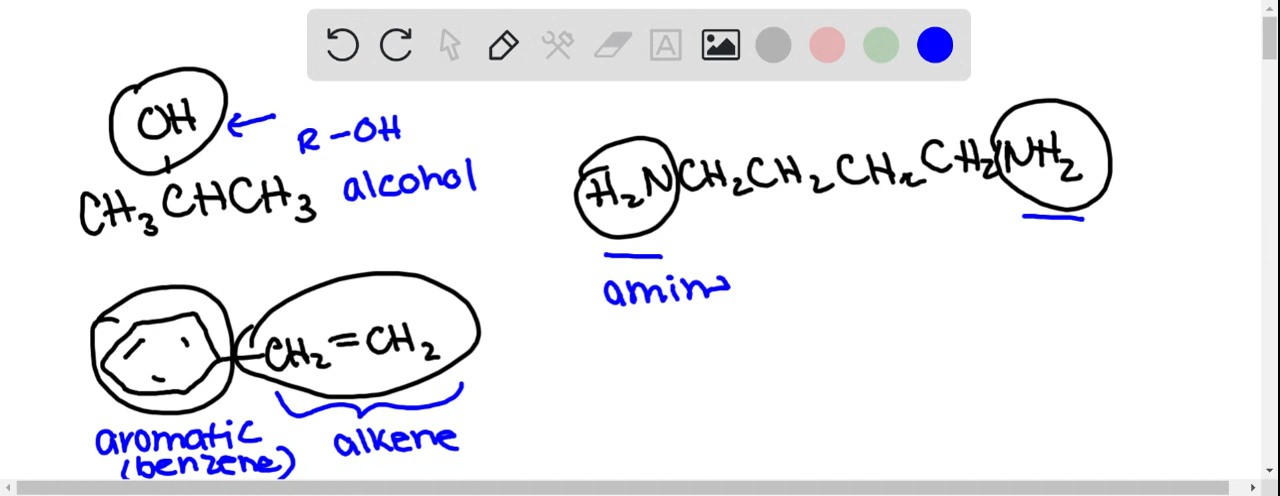 OH
R-OH
CH₃CHCH₃
alcohol
H₂NCH₂CH₂CH₂CH₂NH₂
amin
CH₂=CH₂
aromatic
(benzene)
alkene
A